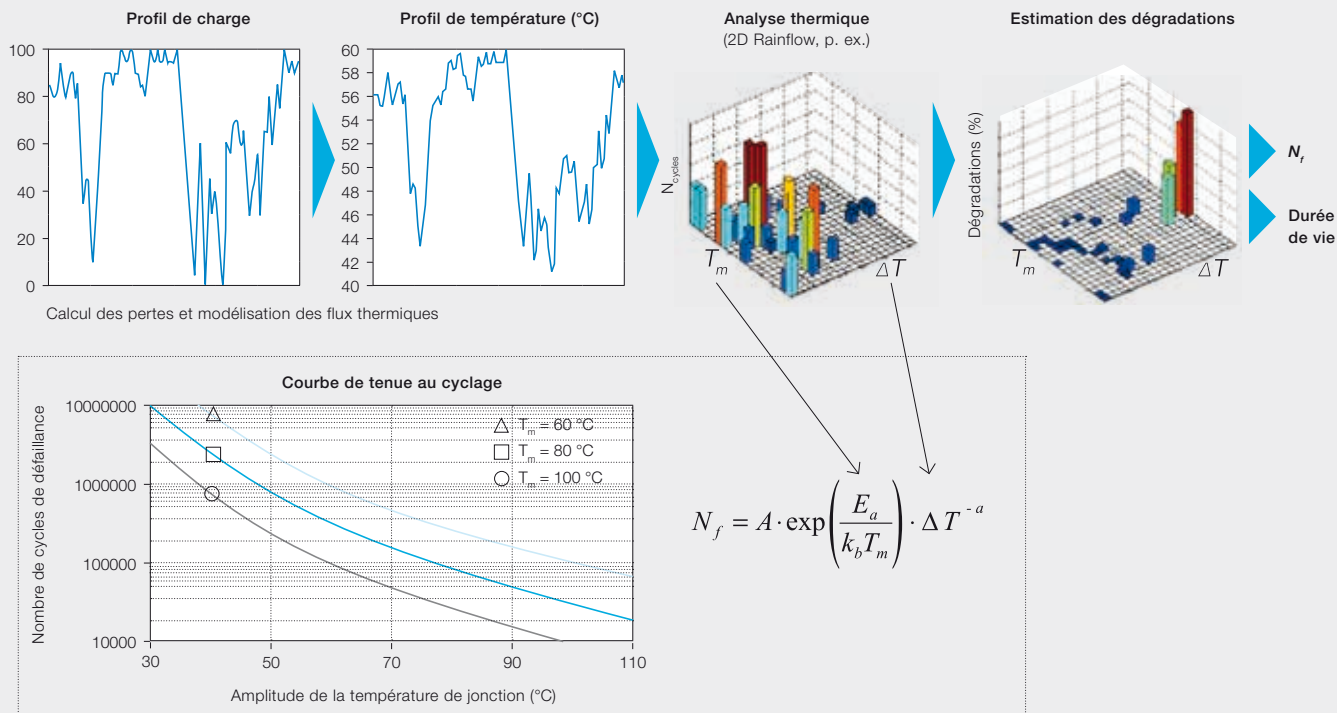 Profil de charge
100
80
60
40
20
0
Profil de température (°C)
60
58
56
54
52
50
48
46
44
42
40
Calcul des pertes et modélisation des flux thermiques
Analyse thermique
(2D Rainflow, p. ex.)
N_cycles
T_m
ΔT
Estimation des dégradations
Dégradations (%)
T_m
ΔT
N_f
Durée
de vie
Courbe de tenue au cyclage
Nombre de cycles de défaillance
10000000
1000000
100000
10000
30 50 70 90 110
T_m = 60 °C
T_m = 80 °C
T_m = 100 °C
Amplitude de la température de jonction (°C)
N_f = A · exp(E_a / k_b T_m) · ΔT^-a